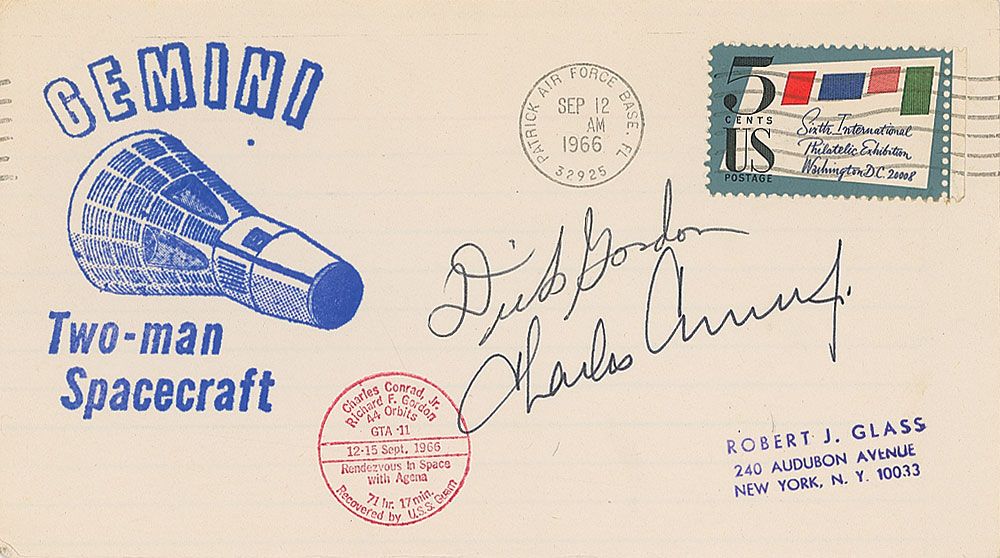 GEMINI
Two-man
Spacecraft
PATRICK AIR FORCE BASE, FL
SEP 12
AM
1966
32925
5
CENTS
US
POSTAGE
Sixth International
Philatelic Exhibition
Washington D.C. 20008
Dick Gordon
Charles Conrad Jr.
Charles Conrad, Jr.
Richard F. Gordon
44 Orbits
GTA-11
12-15 Sept. 1966
Rendezvous in Space
with Agena
71 hr. 17 min.
Recovered by U.S.S. Guam
ROBERT J. GLASS
240 AUDUBON AVENUE
NEW YORK, N. Y. 10033